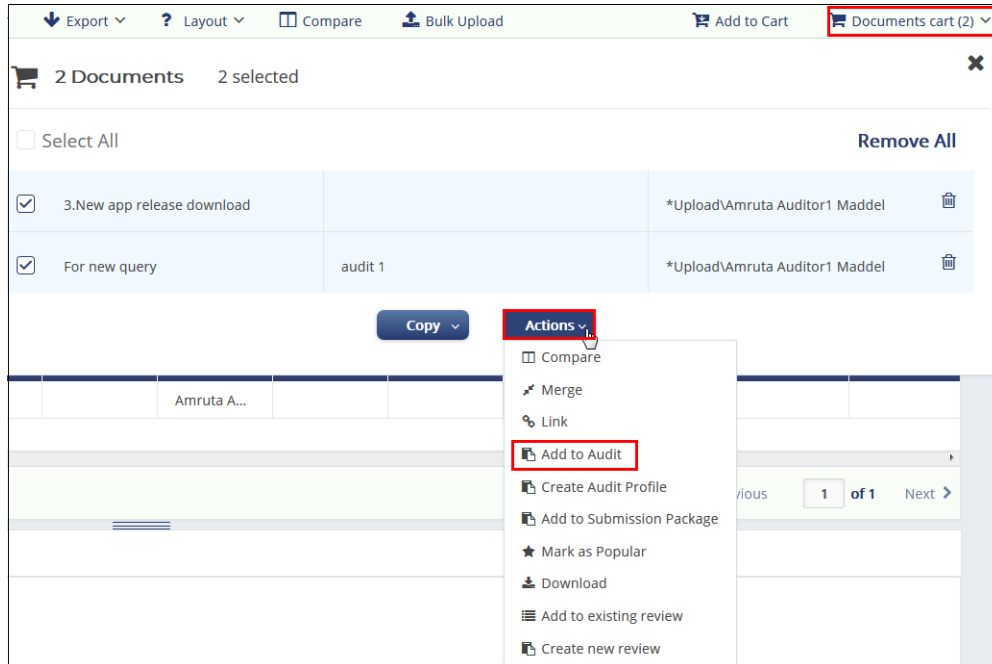 Export ? Layout Compare Bulk Upload Add to Cart Documents cart (2)
2 Documents 2 selected
Select All Remove All
3.New app release download *Upload\Amruta Auditor1 Maddel
For new query audit 1 *Upload\Amruta Auditor1 Maddel
Copy Actions
Compare
Amruta A... Merge
Link
Add to Audit
Create Audit Profile vious 1 of 1 Next
Add to Submission Package
Mark as Popular
Download
Add to existing review
Create new review